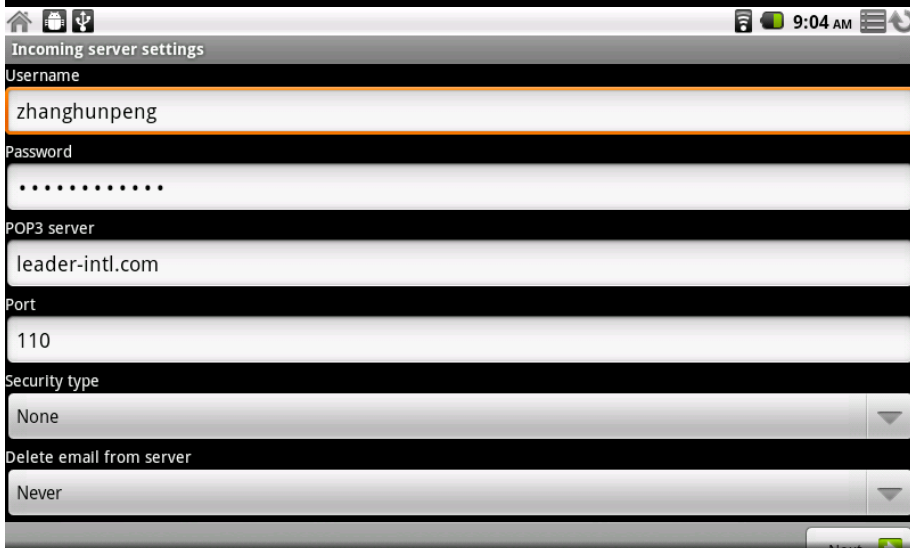 9:04 AM
Incoming server settings
Username
zhanghunpeng
Password
••••••••••••
POP3 server
leader-intl.com
Port
110
Security type
None
Delete email from server
Never
Next